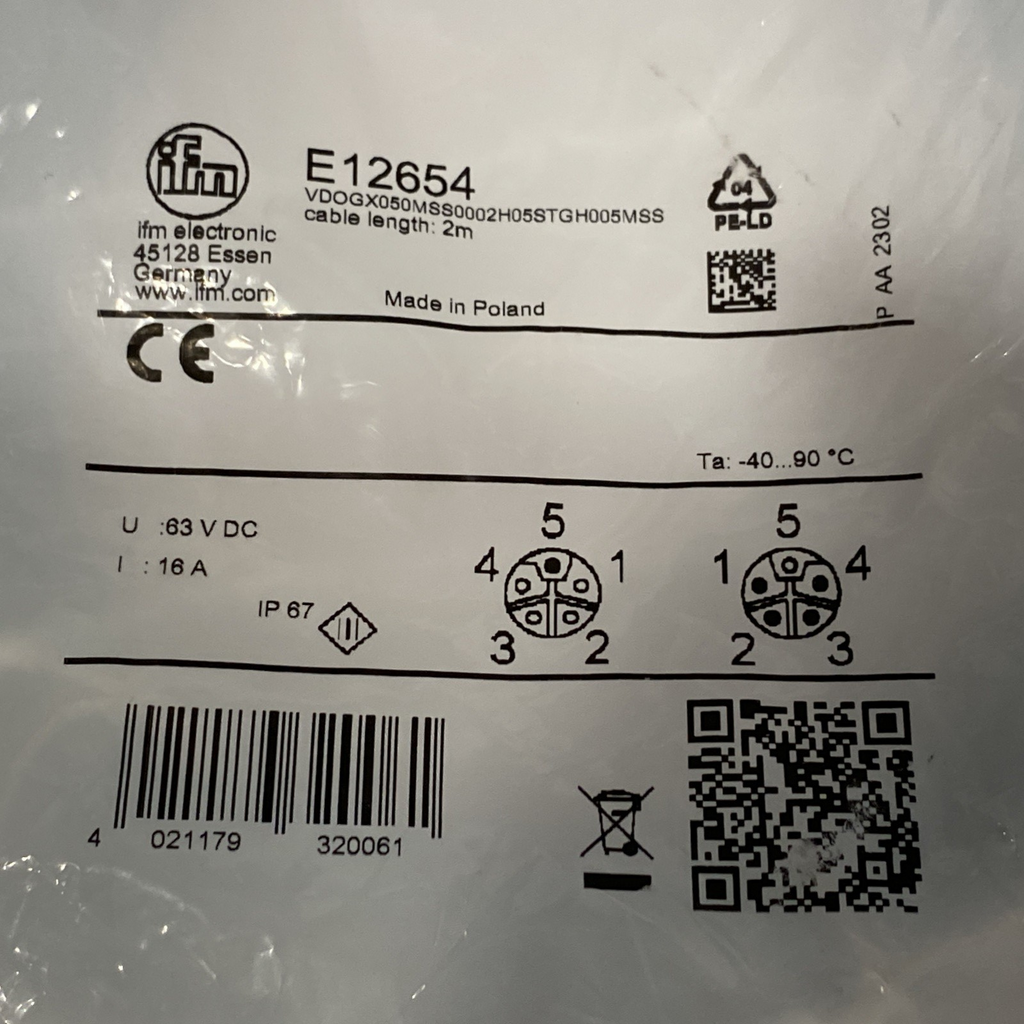 ifm
ifm electronic
45128 Essen
Germany
www.ifm.com
E12654
VDOGX050MSS0002H05STGH005MSS
cable length: 2m
Made in Poland
04
PE-LD
P AA 2302
CE
Ta: -40...90 °C
U :63 V DC
I : 16 A
IP 67
III
5
4 1
3 2
5
1 4
2 3
4 021179 320061